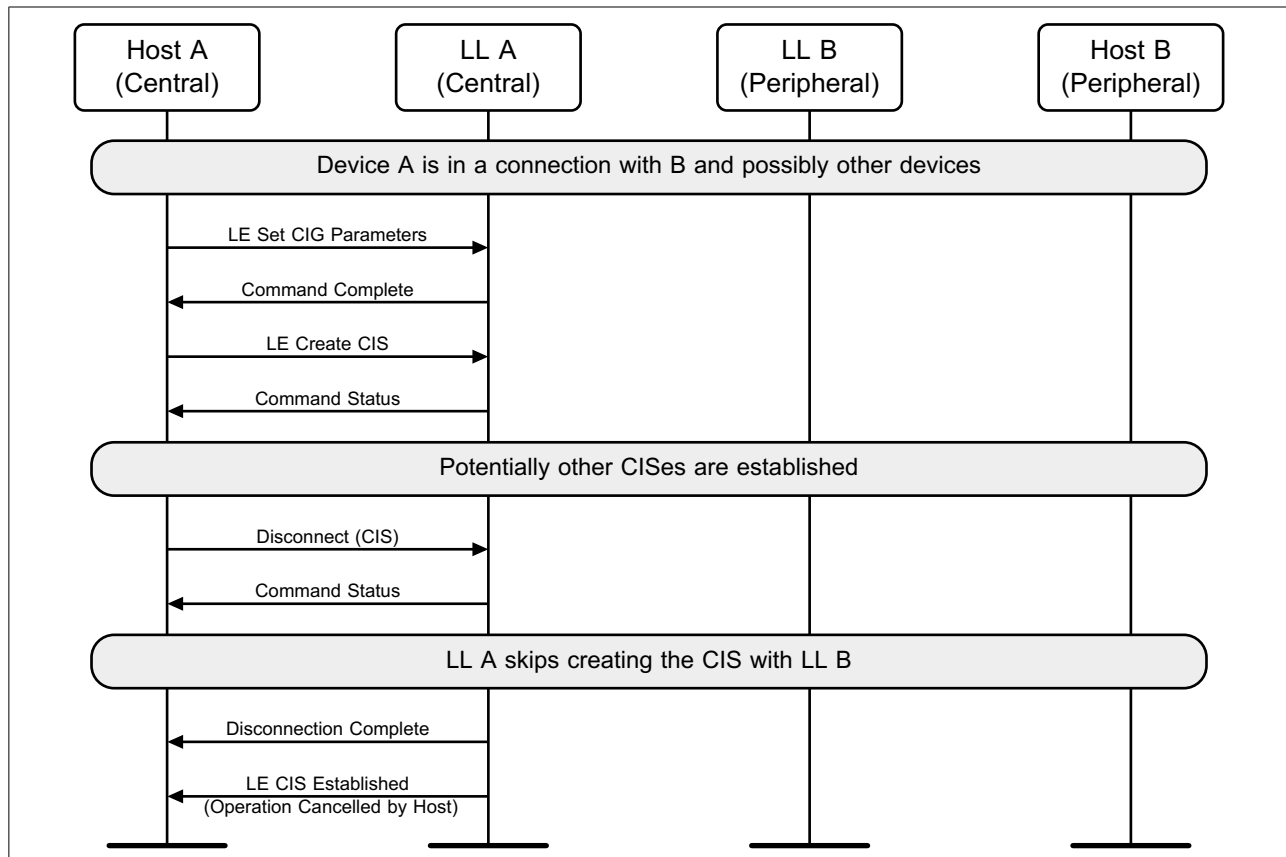 Host A
(Central)
LL A
(Central)
LL B
(Peripheral)
Host B
(Peripheral)
Device A is in a connection with B and possibly other devices
LE Set CIG Parameters
Command Complete
LE Create CIS
Command Status
Potentially other CISes are established
Disconnect (CIS)
Command Status
LL A skips creating the CIS with LL B
Disconnection Complete
LE CIS Established
(Operation Cancelled by Host)